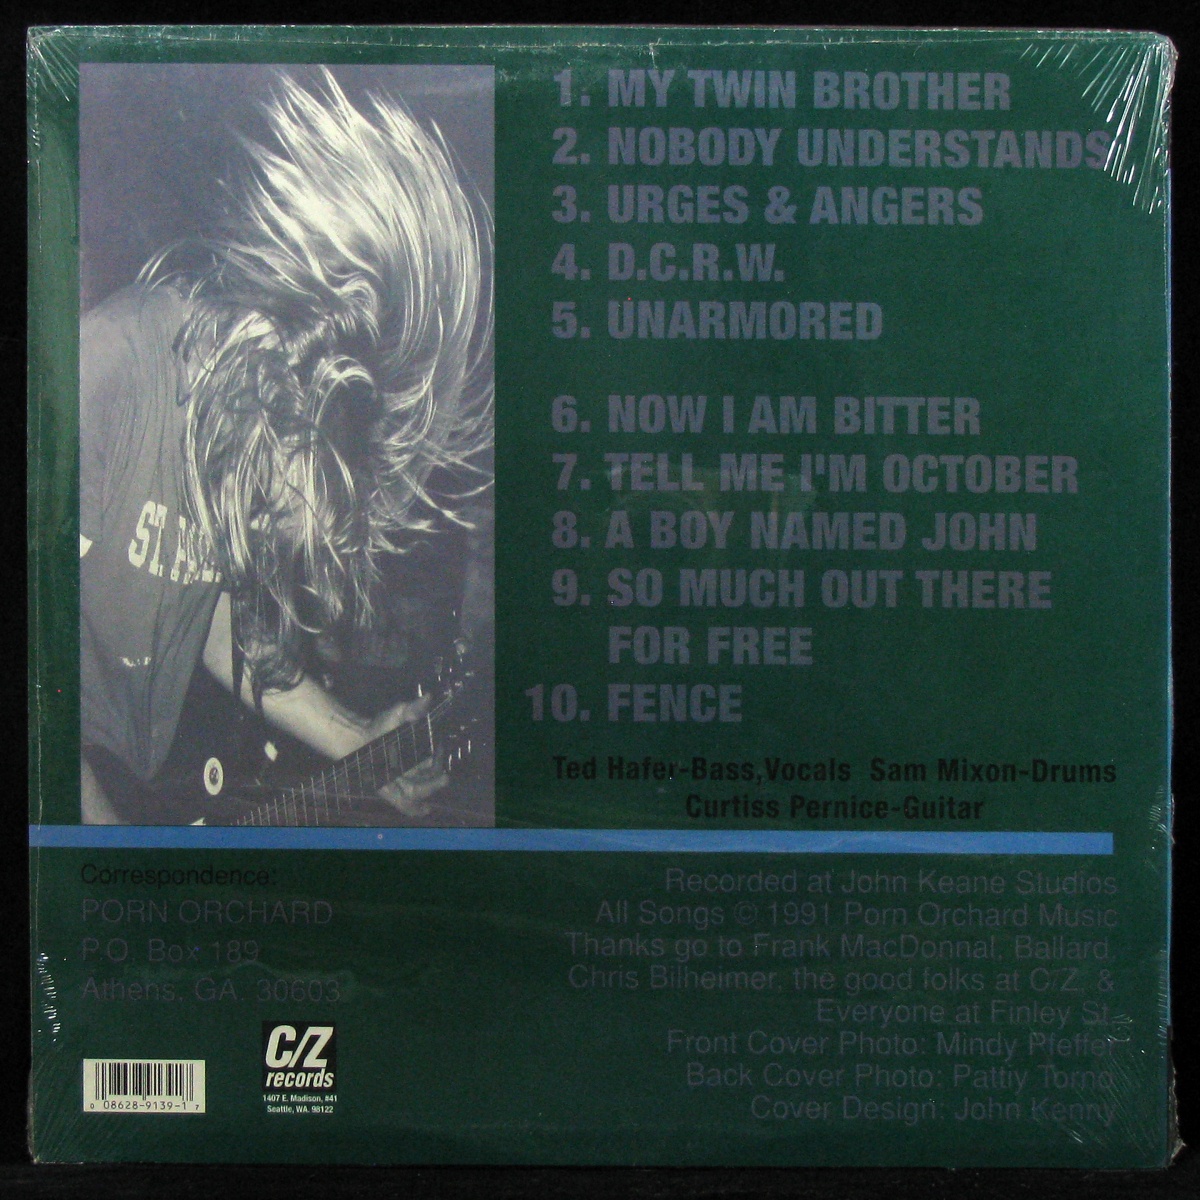 1. MY TWIN BROTHER
2. NOBODY UNDERSTANDS
3. URGES & ANGERS
4. D.C.R.W.
5. UNARMORED
6. NOW I AM BITTER
7. TELL ME I'M OCTOBER
8. A BOY NAMED JOHN
9. SO MUCH OUT THERE
FOR FREE
10. FENCE
ST. PAUL
Ted Hafer-Bass,Vocals Sam Mixon-Drums
Curtiss Pernice-Guitar
Correspondence:
PORN ORCHARD
P.O. Box 189
Athens, GA. 30603
Recorded at John Keane Studios
All Songs © 1991 Porn Orchard Music
Thanks go to Frank MacDonnal, Ballard,
Chris Bilheimer, the good folks at C/Z, &
Everyone at Finley St.
Front Cover Photo: Mindy Pfeffer
Back Cover Photo: Pattiy Torno
Cover Design: John Kenny
C/Z
records
1407 E. Madison, #41
Seattle, WA. 98122
0 08628-9139-1 7